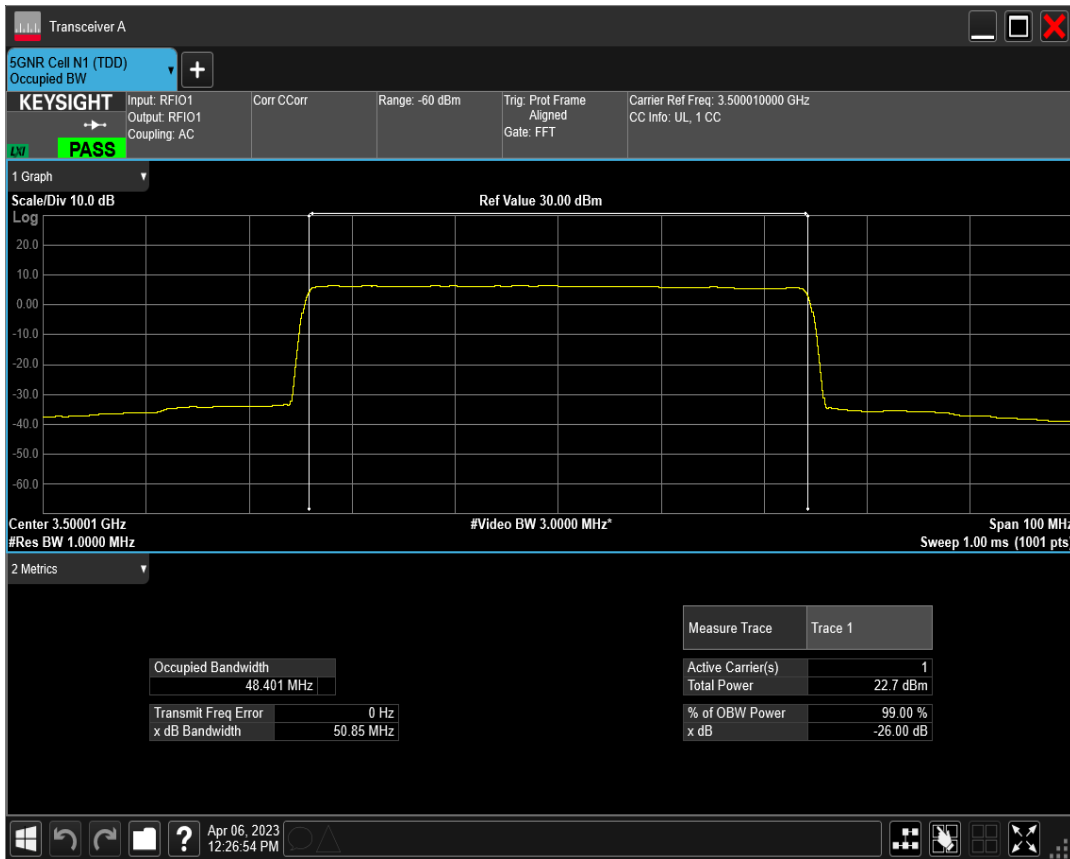 Transceiver A
5GNR Cell N1 (TDD)
Occupied BW
+
KEYSIGHT
LXI
PASS
Input: RFIO1
Output: RFIO1
Coupling: AC
Corr CCorr
Range: -60 dBm
Trig: Prot Frame
Aligned
Gate: FFT
Carrier Ref Freq: 3.500010000 GHz
CC Info: UL, 1 CC
1 Graph
Scale/Div 10.0 dB
Ref Value 30.00 dBm
Log
20.0
10.0
0.00
-10.0
-20.0
-30.0
-40.0
-50.0
-60.0
Center 3.50001 GHz
#Video BW 3.0000 MHz*
Span 100 MHz
#Res BW 1.0000 MHz
Sweep 1.00 ms (1001 pts)
2 Metrics
Measure Trace Trace 1
Occupied Bandwidth
48.401 MHz
Active Carrier(s) 1
Total Power 22.7 dBm
Transmit Freq Error 0 Hz
x dB Bandwidth 50.85 MHz
% of OBW Power 99.00 %
x dB -26.00 dB
?
Apr 06, 2023
12:26:54 PM